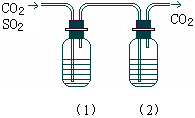 CO₂
SO₂
CO₂
(1) (2)